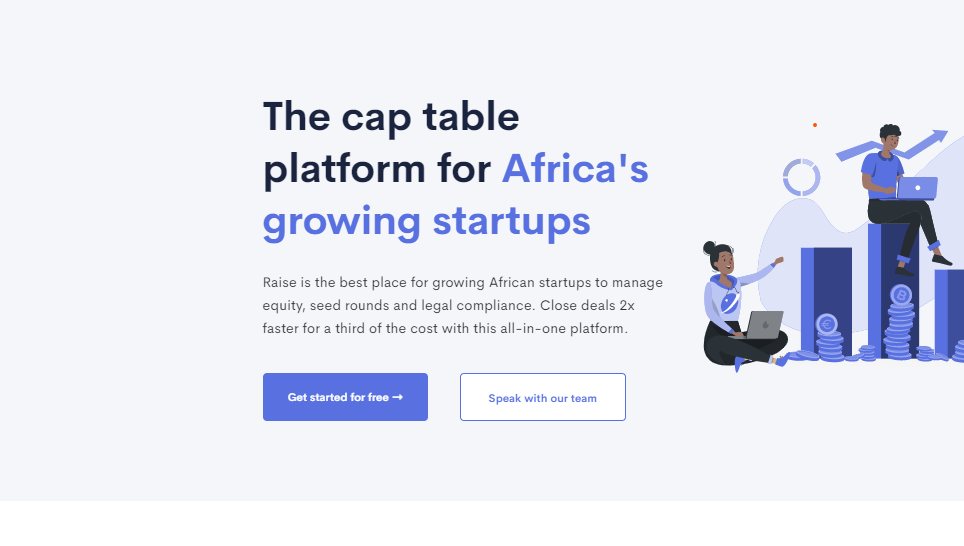 The cap table
platform for Africa's
growing startups
Raise is the best place for growing African startups to manage
equity, seed rounds and legal compliance. Close deals 2x
faster for a third of the cost with this all-in-one platform.
Get started for free →
Speak with our team